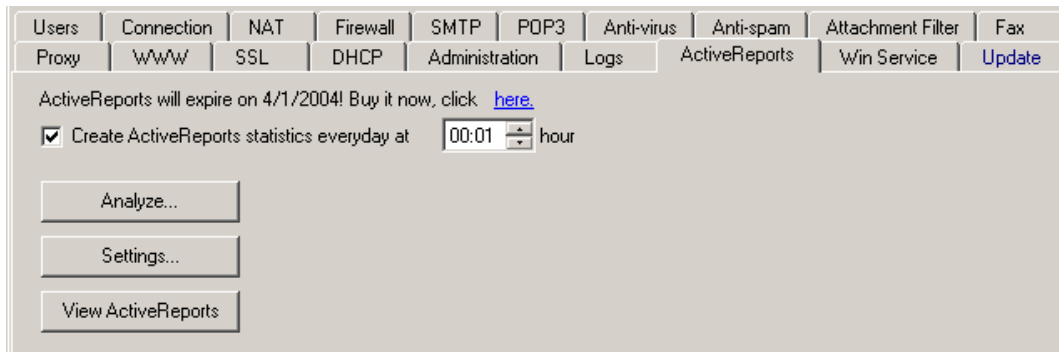 Users Connection NAT Firewall SMTP POP3 Anti-virus Anti-spam Attachment Filter Fax
Proxy WWW SSL DHCP Administration Logs ActiveReports Win Service Update
ActiveReports will expire on 4/1/2004! Buy it now, click here.
Create ActiveReports statistics everyday at 00:01 hour
Analyze...
Settings...
View ActiveReports